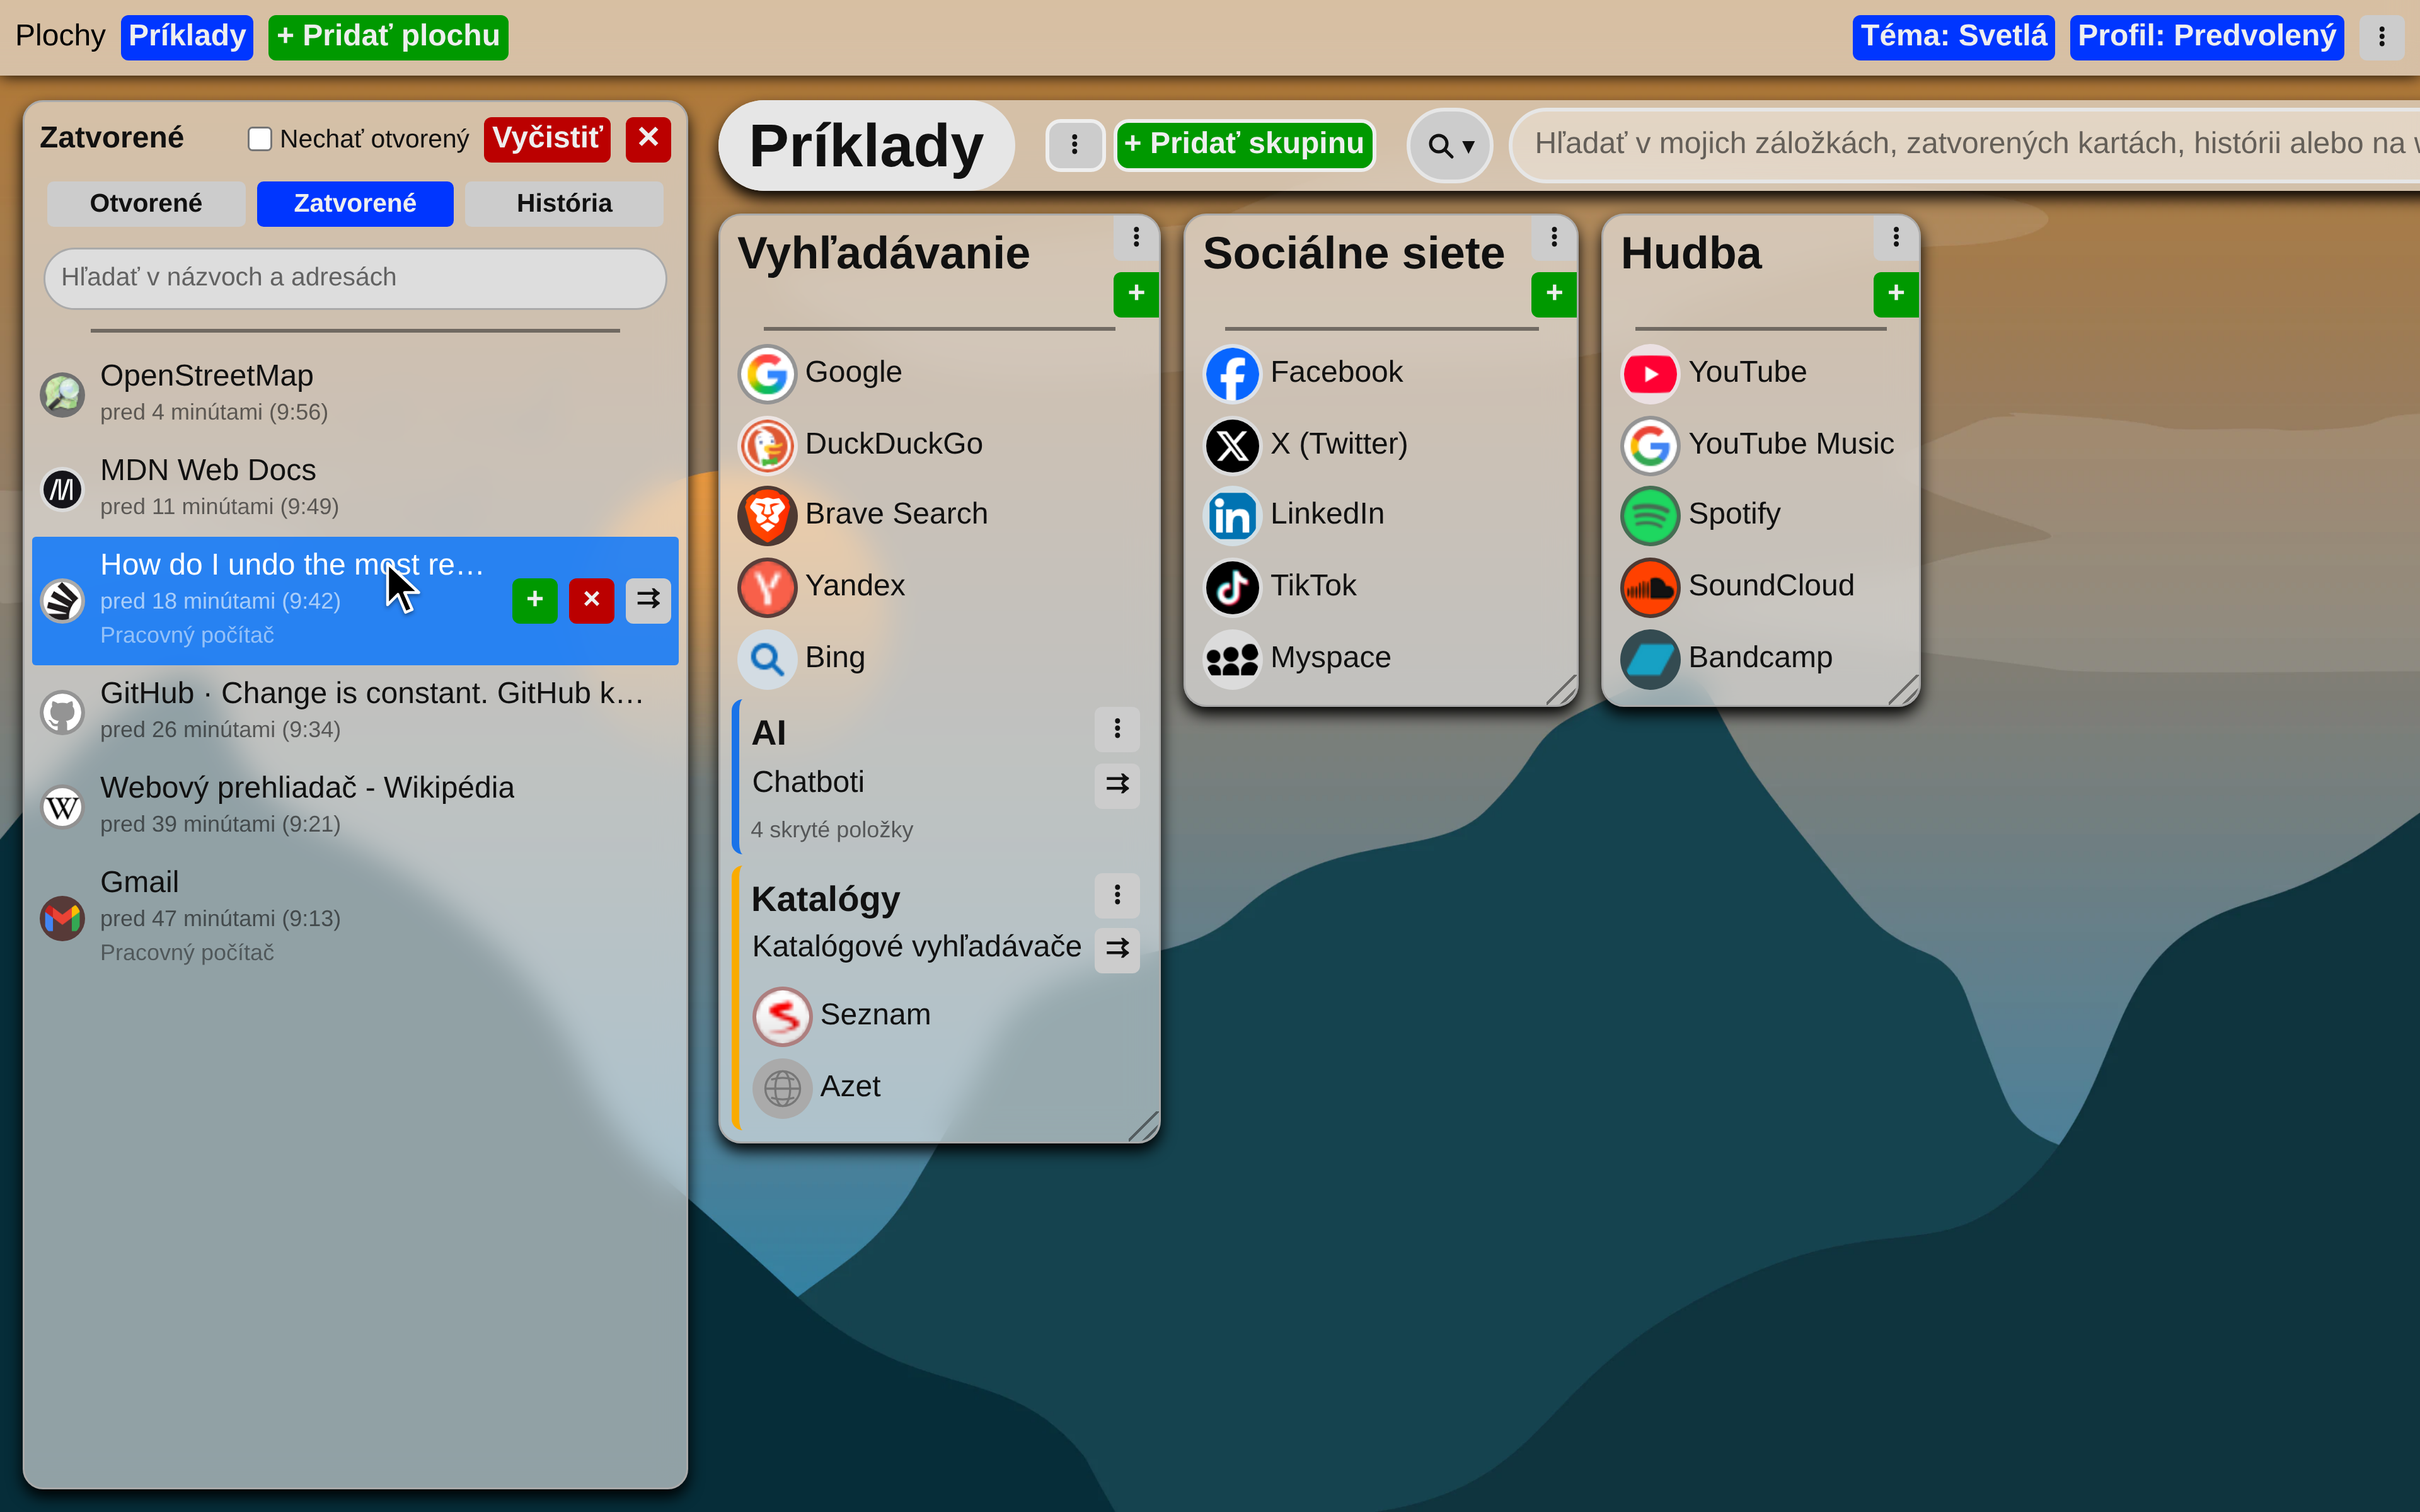 Plochy Príklady + Pridať plochu Téma: Svetlá Profil: Predvolený
Zatvorené Nechať otvorený Vyčistiť
Otvorené Zatvorené História
Hľadať v názvoch a adresách
OpenStreetMap
pred 4 minútami (9:56)
MDN Web Docs
pred 11 minútami (9:49)
How do I undo the most re…
pred 18 minútami (9:42)
Pracovný počítač
GitHub · Change is constant. GitHub k…
pred 26 minútami (9:34)
Webový prehliadač - Wikipédia
pred 39 minútami (9:21)
Gmail
pred 47 minútami (9:13)
Pracovný počítač
Príklady + Pridať skupinu Hľadať v mojich záložkách, zatvorených kartách, histórii alebo na
Vyhľadávanie
Google
DuckDuckGo
Brave Search
Yandex
Bing
AI
Chatboti
4 skryté položky
Katalógy
Katalógové vyhľadávače
Seznam
Azet
Sociálne siete
Facebook
X (Twitter)
LinkedIn
TikTok
Myspace
Hudba
YouTube
YouTube Music
Spotify
SoundCloud
Bandcamp